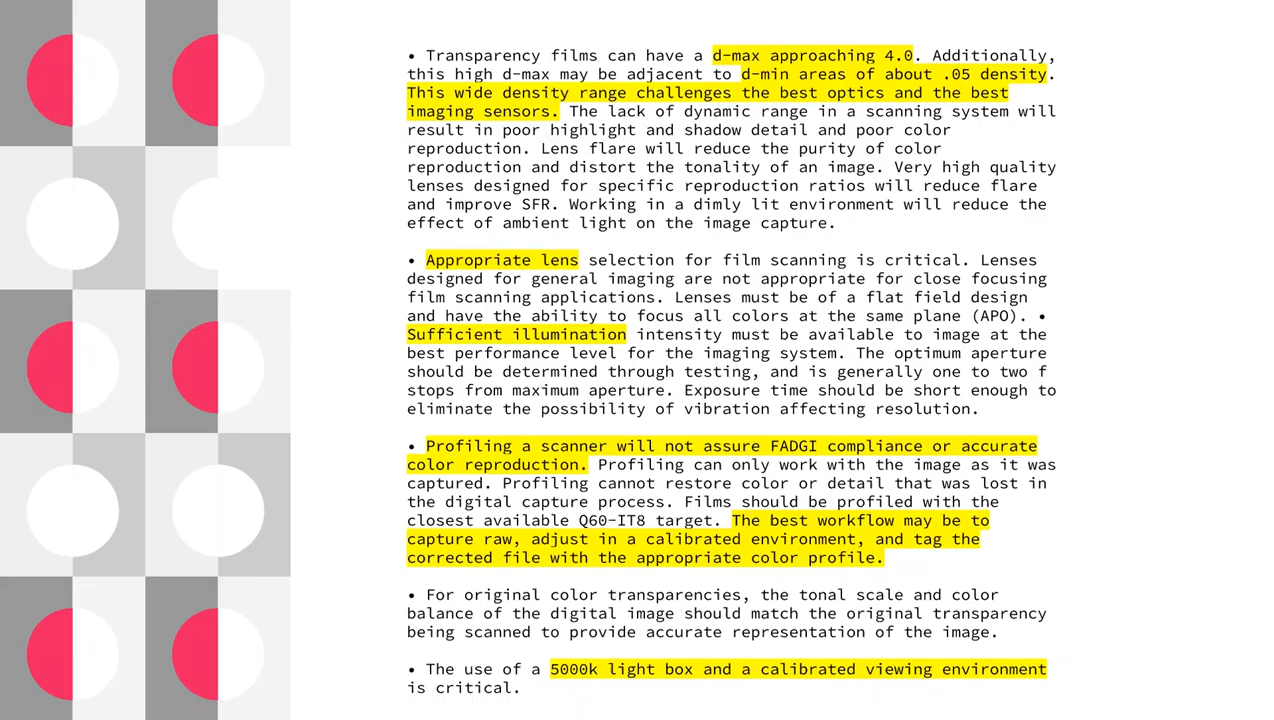 • Transparency films can have a d-max approaching 4.0. Additionally,
this high d-max may be adjacent to d-min areas of about .05 density.
This wide density range challenges the best optics and the best
imaging sensors. The lack of dynamic range in a scanning system will
result in poor highlight and shadow detail and poor color
reproduction. Lens flare will reduce the purity of color
reproduction and distort the tonality of an image. Very high quality
lenses designed for specific reproduction ratios will reduce flare
and improve SFR. Working in a dimly lit environment will reduce the
effect of ambient light on the image capture.
• Appropriate lens selection for film scanning is critical. Lenses
designed for general imaging are not appropriate for close focusing
film scanning applications. Lenses must be of a flat field design
and have the ability to focus all colors at the same plane (APO). •
Sufficient illumination intensity must be available to image at the
best performance level for the imaging system. The optimum aperture
should be determined through testing, and is generally one to two f
stops from maximum aperture. Exposure time should be short enough to
eliminate the possibility of vibration affecting resolution.
• Profiling a scanner will not assure FADGI compliance or accurate
color reproduction. Profiling can only work with the image as it was
captured. Profiling cannot restore color or detail that was lost in
the digital capture process. Films should be profiled with the
closest available Q60-IT8 target. The best workflow may be to
capture raw, adjust in a calibrated environment, and tag the
corrected file with the appropriate color profile.
• For original color transparencies, the tonal scale and color
balance of the digital image should match the original transparency
being scanned to provide accurate representation of the image.
• The use of a 5000k light box and a calibrated viewing environment
is critical.